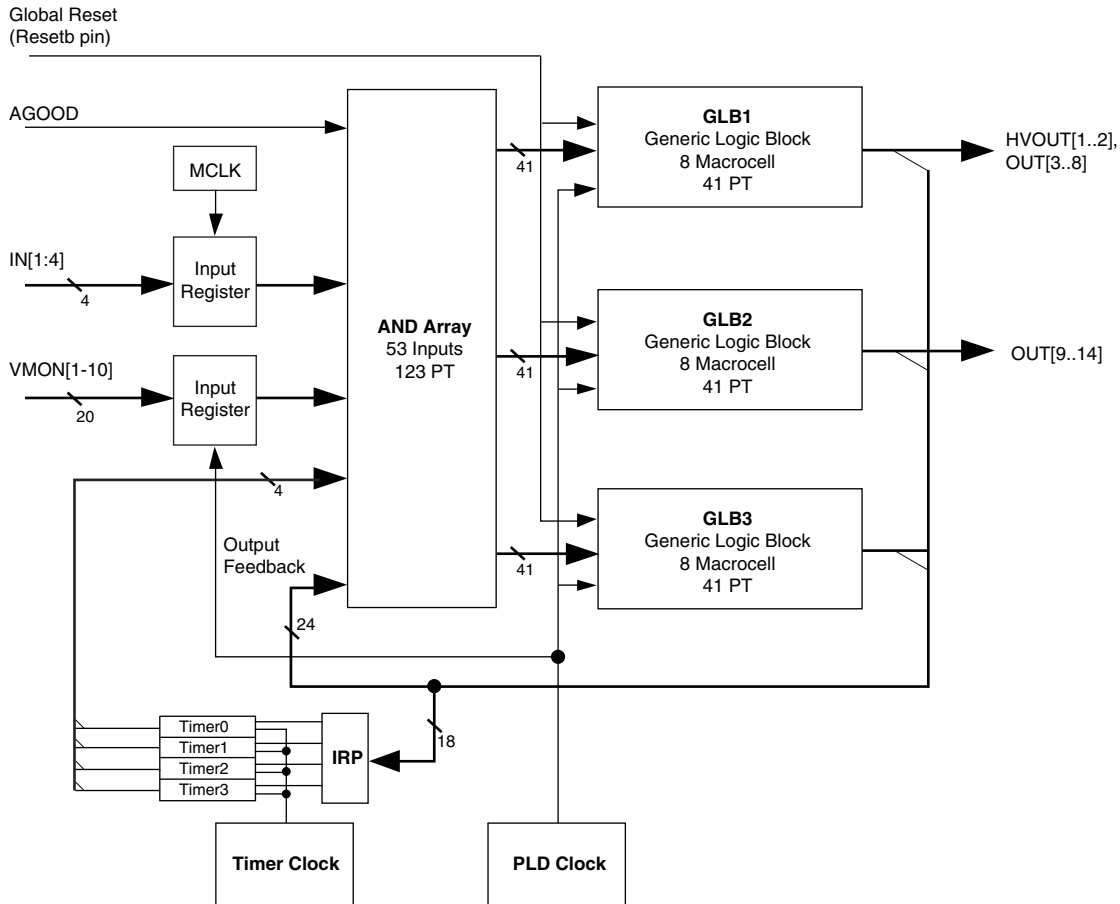 Global Reset
(Resetb pin)
AGOOD
MCLK
IN[1:4]
4
Input
Register
VMON[1-10]
20
Input
Register
4
Output
Feedback
24
AND Array
53 Inputs
123 PT
41
41
41
GLB1
Generic Logic Block
8 Macrocell
41 PT
HVOUT[1..2],
OUT[3..8]
GLB2
Generic Logic Block
8 Macrocell
41 PT
OUT[9..14]
GLB3
Generic Logic Block
8 Macrocell
41 PT
Timer0
Timer1
Timer2
Timer3
IRP
18
Timer Clock
PLD Clock